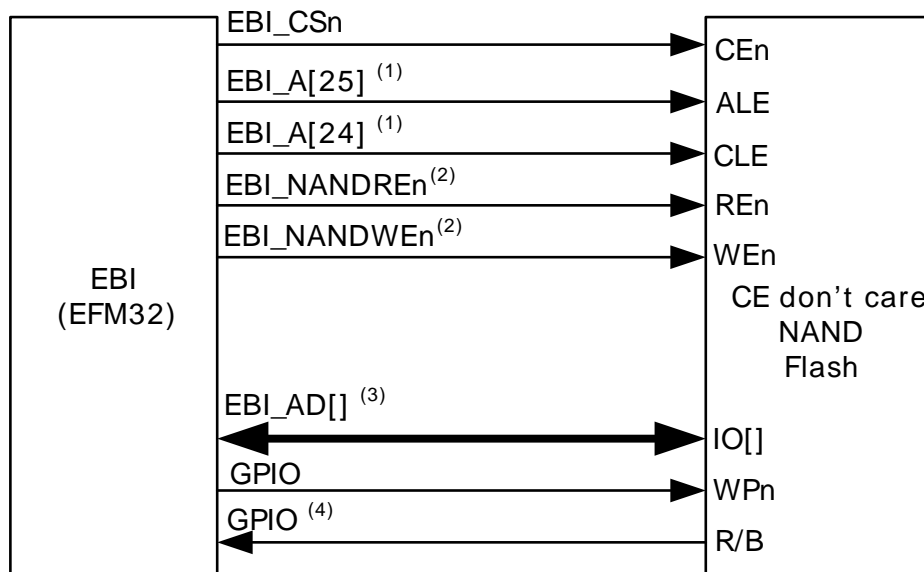 EBI_CSn
CEn
EBI_A[25] (1)
ALE
EBI_A[24] (1)
CLE
EBI_NANDREn(2)
REn
EBI_NANDWEn(2)
WEn
EBI
(EFM32)
CE don't care
NAND
Flash
EBI_AD[] (3)
IO[]
GPIO
WPn
GPIO (4)
R/B